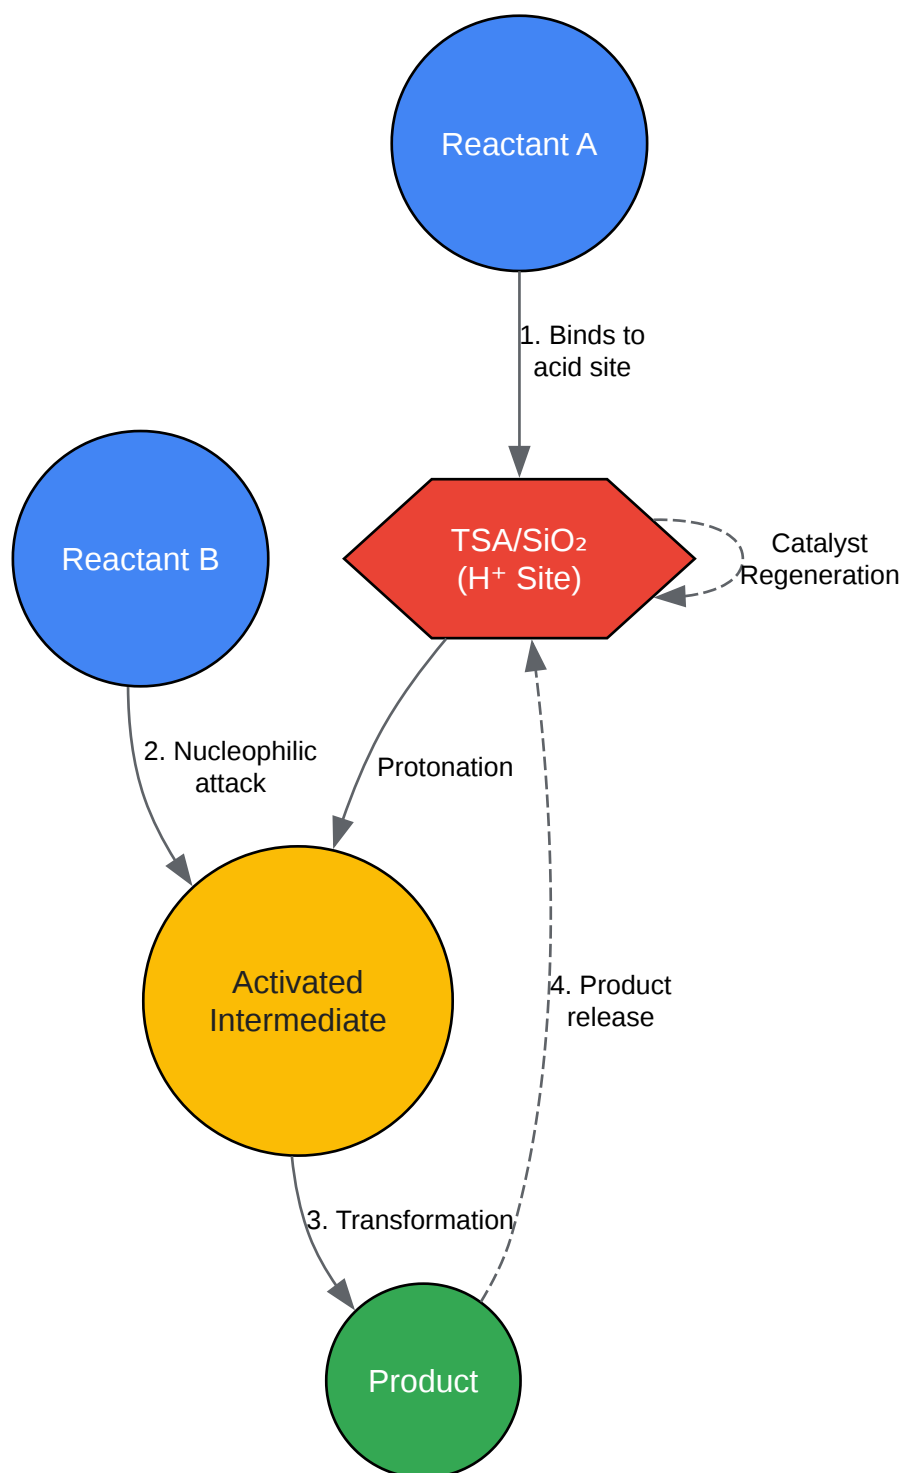 Reactant A
1. Binds to
acid site
TSA/SiO₂
(H⁺ Site)
Catalyst
Regeneration
Reactant B
2. Nucleophilic
attack
Protonation
Activated
Intermediate
4. Product
release
3. Transformation
Product